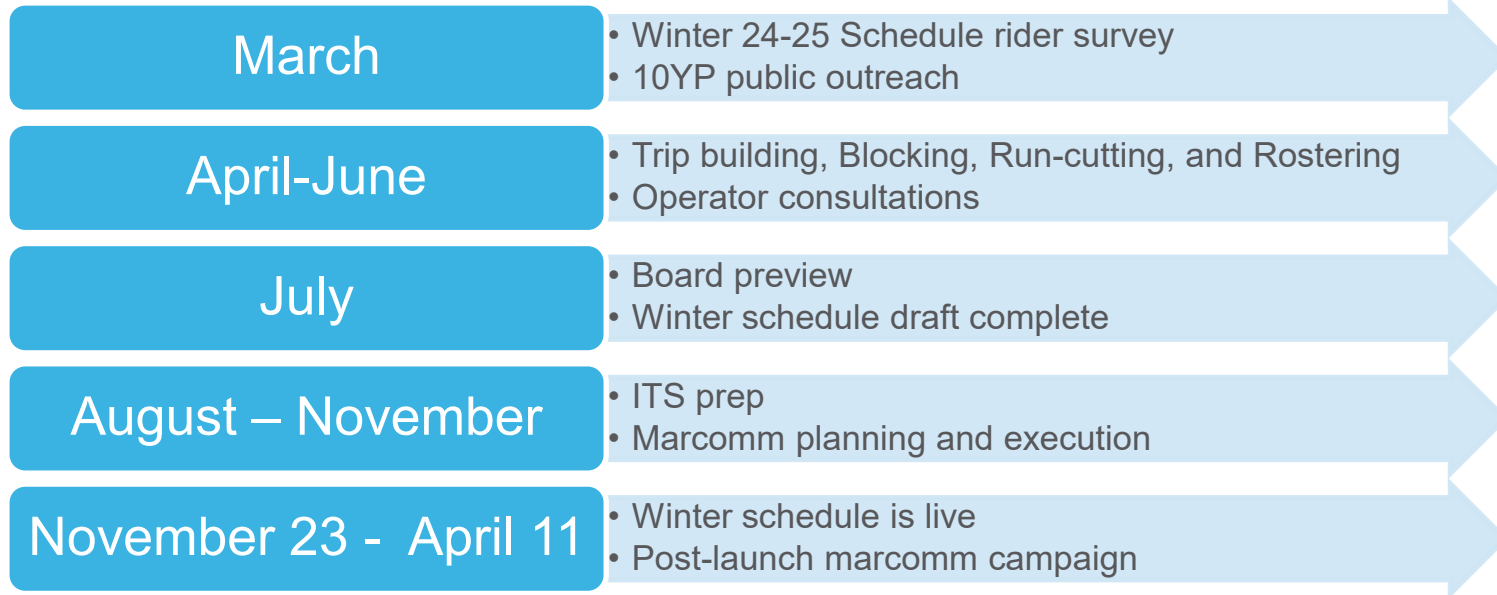 March
• Winter 24-25 Schedule rider survey
• 10YP public outreach
April-June
• Trip building, Blocking, Run-cutting, and Rostering
• Operator consultations
July
• Board preview
• Winter schedule draft complete
August – November
• ITS prep
• Marcomm planning and execution
November 23 - April 11
• Winter schedule is live
• Post-launch marcomm campaign